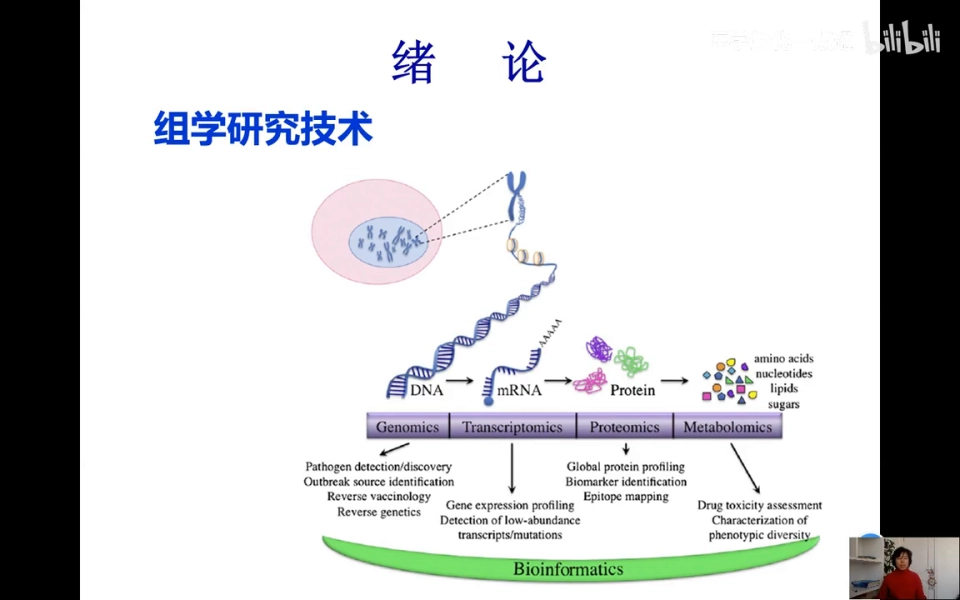 bilibili
绪 论
组学研究技术
AAAAA
DNA
mRNA
Protein
amino acids
nucleotides
lipids
sugars
Genomics
Transcriptomics
Proteomics
Metabolomics
Pathogen detection/discovery
Outbreak source identification
Reverse vaccinology
Reverse genetics
Gene expression profiling
Detection of low-abundance
transcripts/mutations
Global protein profiling
Biomarker identification
Epitope mapping
Drug toxicity assessment
Characterization of
phenotypic diversity
Bioinformatics